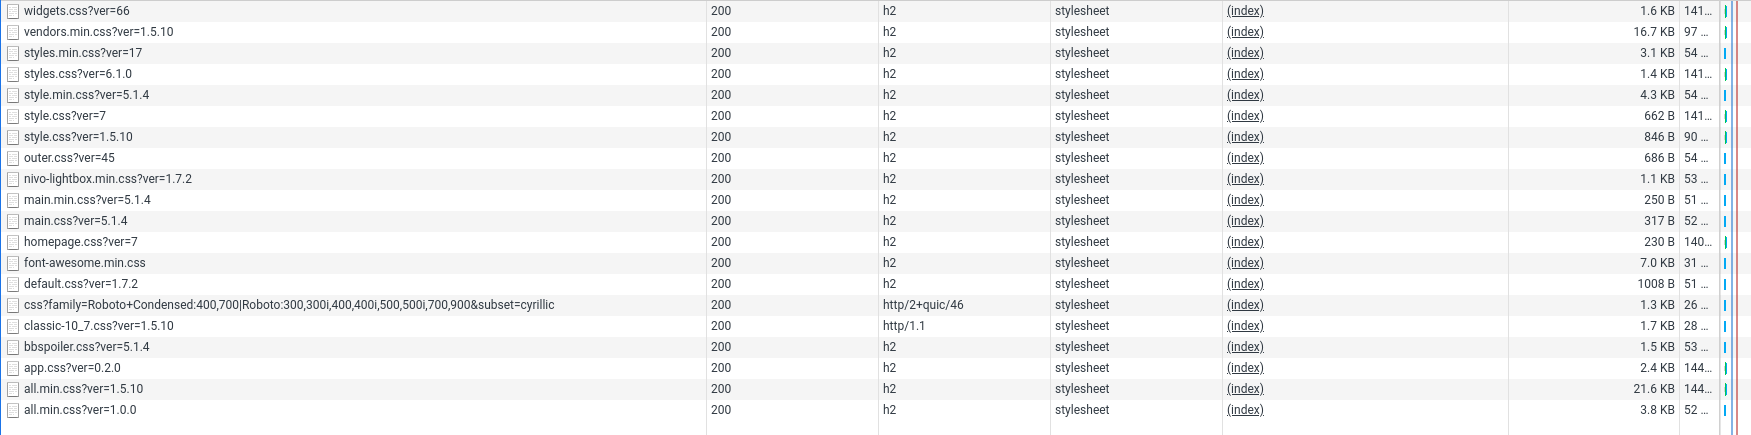 widgets.css?ver=66 200 h2 stylesheet (index) 1.6 KB 141...
vendors.min.css?ver=1.5.10 200 h2 stylesheet (index) 16.7 KB 97 ...
styles.min.css?ver=17 200 h2 stylesheet (index) 3.1 KB 54 ...
styles.css?ver=6.1.0 200 h2 stylesheet (index) 1.4 KB 141...
style.min.css?ver=5.1.4 200 h2 stylesheet (index) 4.3 KB 54 ...
style.css?ver=7 200 h2 stylesheet (index) 662 B 141...
style.css?ver=1.5.10 200 h2 stylesheet (index) 846 B 90 ...
outer.css?ver=45 200 h2 stylesheet (index) 686 B 54 ...
nivo-lightbox.min.css?ver=1.7.2 200 h2 stylesheet (index) 1.1 KB 53 ...
main.min.css?ver=5.1.4 200 h2 stylesheet (index) 250 B 51 ...
main.css?ver=5.1.4 200 h2 stylesheet (index) 317 B 52 ...
homepage.css?ver=7 200 h2 stylesheet (index) 230 B 140...
font-awesome.min.css 200 h2 stylesheet (index) 7.0 KB 31 ...
default.css?ver=1.7.2 200 h2 stylesheet (index) 1008 B 51 ...
css?family=Roboto+Condensed:400,700|Roboto:300,300i,400,400i,500,500i,700,900&subset=cyrillic 200 http/2+quic/46 stylesheet (index) 1.3 KB 26 ...
classic-10_7.css?ver=1.5.10 200 http/1.1 stylesheet (index) 1.7 KB 28 ...
bbspoiler.css?ver=5.1.4 200 h2 stylesheet (index) 1.5 KB 53 ...
app.css?ver=0.2.0 200 h2 stylesheet (index) 2.4 KB 144...
all.min.css?ver=1.5.10 200 h2 stylesheet (index) 21.6 KB 144...
all.min.css?ver=1.0.0 200 h2 stylesheet (index) 3.8 KB 52 ...